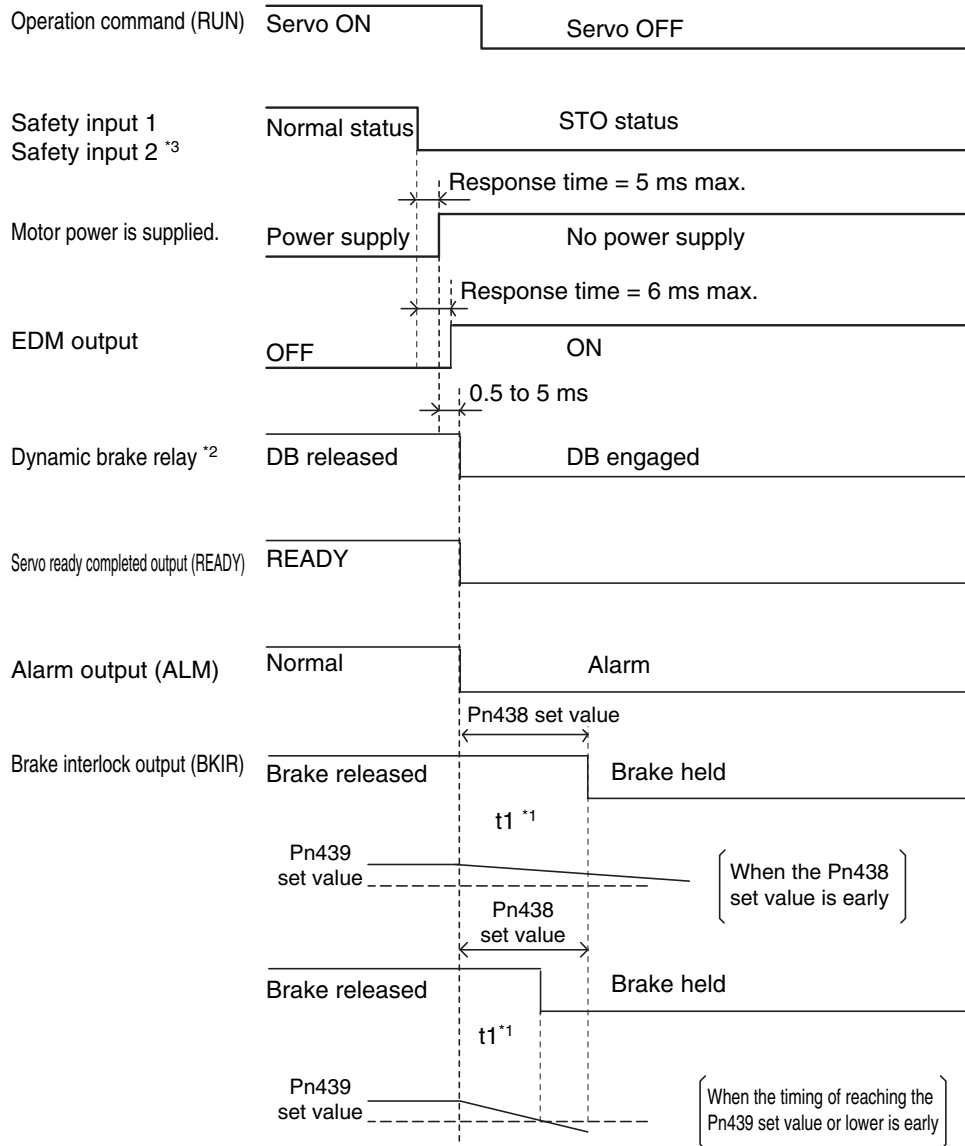 Operation command (RUN)
Servo ON
Servo OFF
Safety input 1
Safety input 2 *3
Normal status
STO status
Response time = 5 ms max.
Motor power is supplied.
Power supply
No power supply
Response time = 6 ms max.
EDM output
OFF
ON
0.5 to 5 ms
Dynamic brake relay *2
DB released
DB engaged
Servo ready completed output (READY)
READY
Alarm output (ALM)
Normal
Alarm
Pn438 set value
Brake interlock output (BKIR)
Brake released
Brake held
t1 *1
Pn439
set value
When the Pn438
set value is early
Pn438
set value
Brake released
Brake held
t1*1
Pn439
set value
When the timing of reaching the
Pn439 set value or lower is early